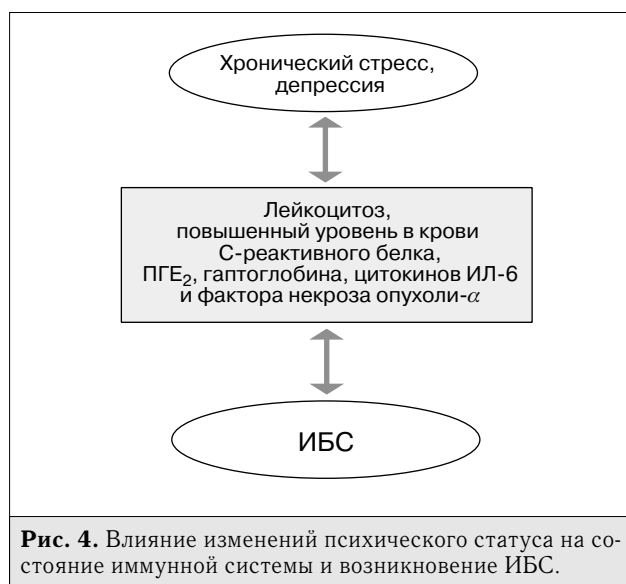 Хронический стресс,
депрессия
Лейкоцитоз,
повышенный уровень в крови
С-реактивного белка,
ПГЕ₂, гаптоглобина, цитокинов ИЛ-6
и фактора некроза опухоли-α
ИБС
Рис. 4. Влияние изменений психического статуса на со-
стояние иммунной системы и возникновение ИБС.